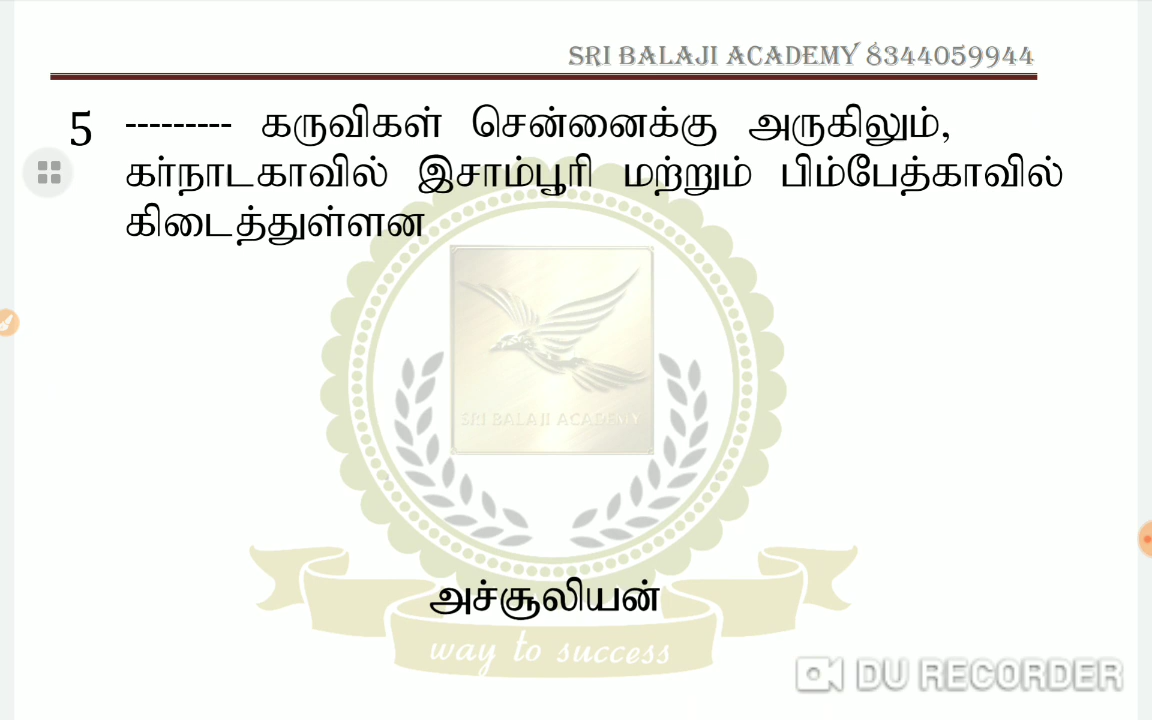 SRI BALAJI ACADEMY 8344059944
5 --------- கருவிகள் சென்னைக்கு அருகிலும்,
கர்நாடகாவில் இசாம்பூரி மற்றும் பிம்பேத்காவில்
கிடைத்துள்ளன
SRI BALAJI ACADEMY
அச்சூலியன்
way to success
DU RECORDER